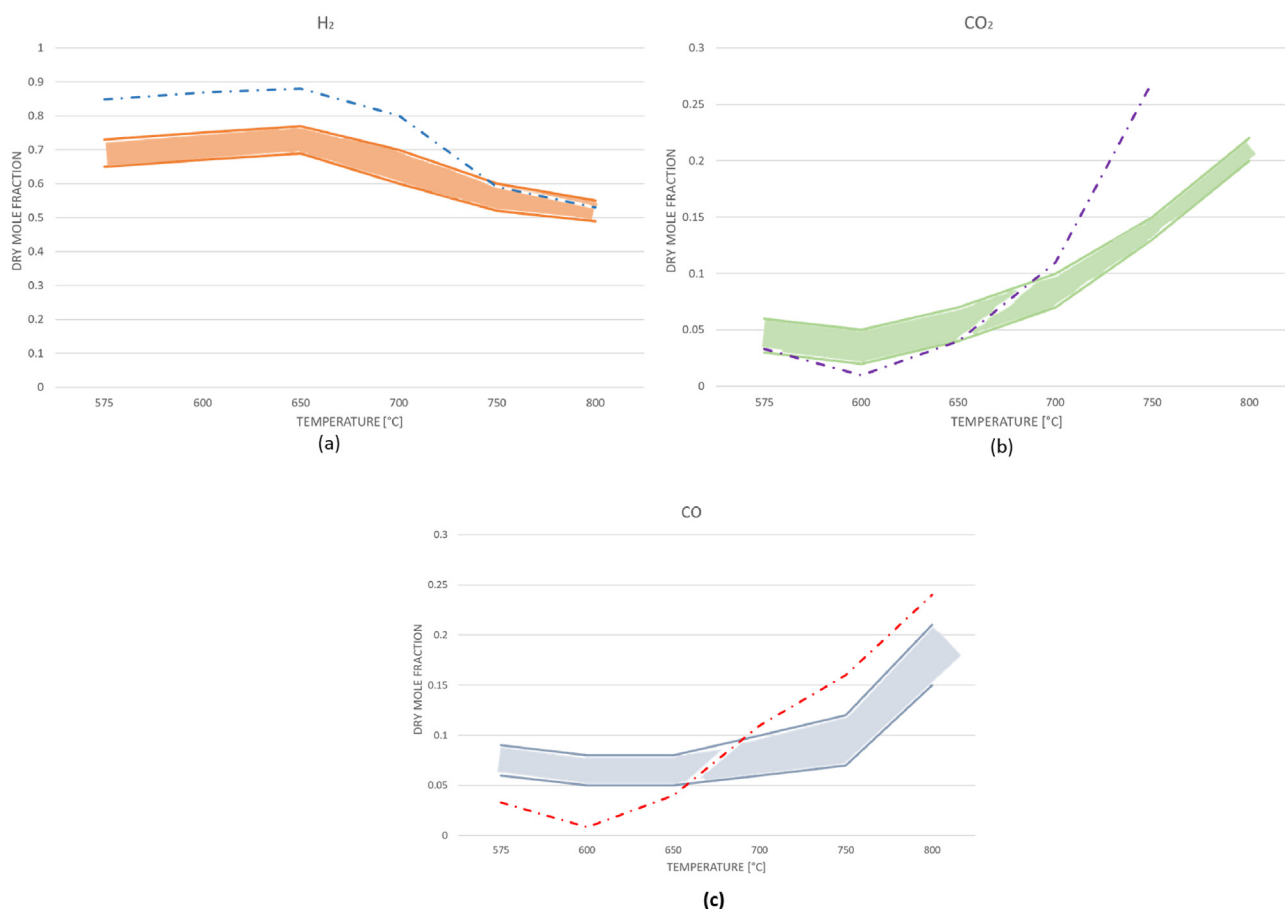 H₂
DRY MOLE FRACTION
1
0.9
0.8
0.7
0.6
0.5
0.4
0.3
0.2
0.1
0
575 600 650 700 750 800
TEMPERATURE [°C]
(a)
CO₂
DRY MOLE FRACTION
0.3
0.25
0.2
0.15
0.1
0.05
0
575 600 650 700 750 800
TEMPERATURE [°C]
(b)
CO
DRY MOLE FRACTION
0.3
0.25
0.2
0.15
0.1
0.05
0
575 600 650 700 750 800
TEMPERATURE [°C]
(c)